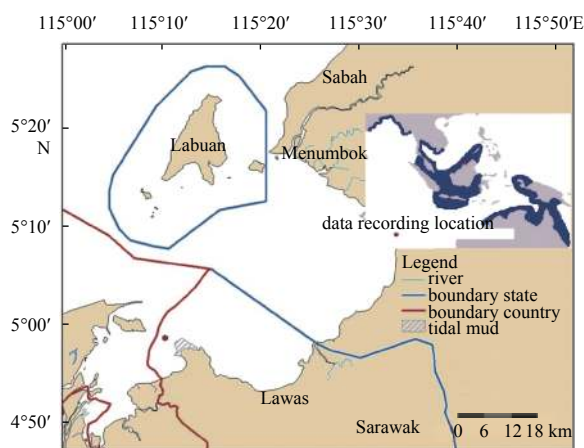 115°00′ 115°10′ 115°20′ 115°30′ 115°40′ 115°50′E
Sabah
5°20′
N
Labuan
Menumbok
5°10′
data recording location
Legend
river
boundary state
boundary country
tidal mud
5°00′
Lawas
4°50′
Sarawak
0 6 12 18 km